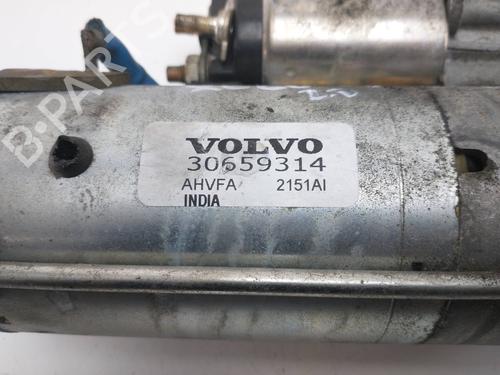 VOLVO
30659314
AHVFA 2151AI
INDIA
B-PARTS